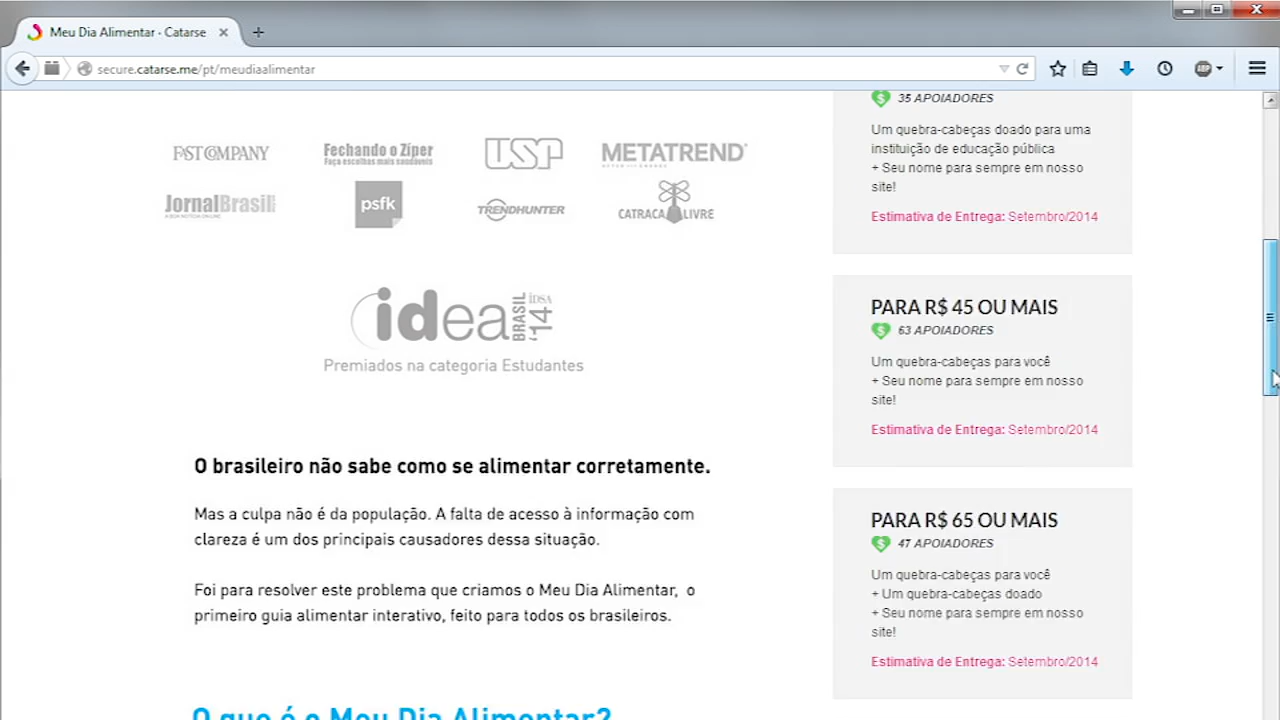 Meu Dia Alimentar - Catarse
secure.catarse.me/pt/meudiaalimentar
ABP
FAST COMPANY
Fechando o Zíper
Faça escolhas mais saudáveis
USP
METATREND
JornalBrasil
psfk
TRENDHUNTER
CATRACA LIVRE
idea
BRASIL
IDSA
'14
Premiados na categoria Estudantes
O brasileiro não sabe como se alimentar corretamente.
Mas a culpa não é da população. A falta de acesso à informação com
clareza é um dos principais causadores dessa situação.
Foi para resolver este problema que criamos o Meu Dia Alimentar, o
primeiro guia alimentar interativo, feito para todos os brasileiros.
O que é o Meu Dia Alimentar?
35 APOIADORES
Um quebra-cabeças doado para uma
instituição de educação pública
+ Seu nome para sempre em nosso
site!
Estimativa de Entrega: Setembro/2014
PARA R$ 45 OU MAIS
63 APOIADORES
Um quebra-cabeças para você
+ Seu nome para sempre em nosso
site!
Estimativa de Entrega: Setembro/2014
PARA R$ 65 OU MAIS
47 APOIADORES
Um quebra-cabeças para você
+ Um quebra-cabeças doado
+ Seu nome para sempre em nosso
site!
Estimativa de Entrega: Setembro/2014